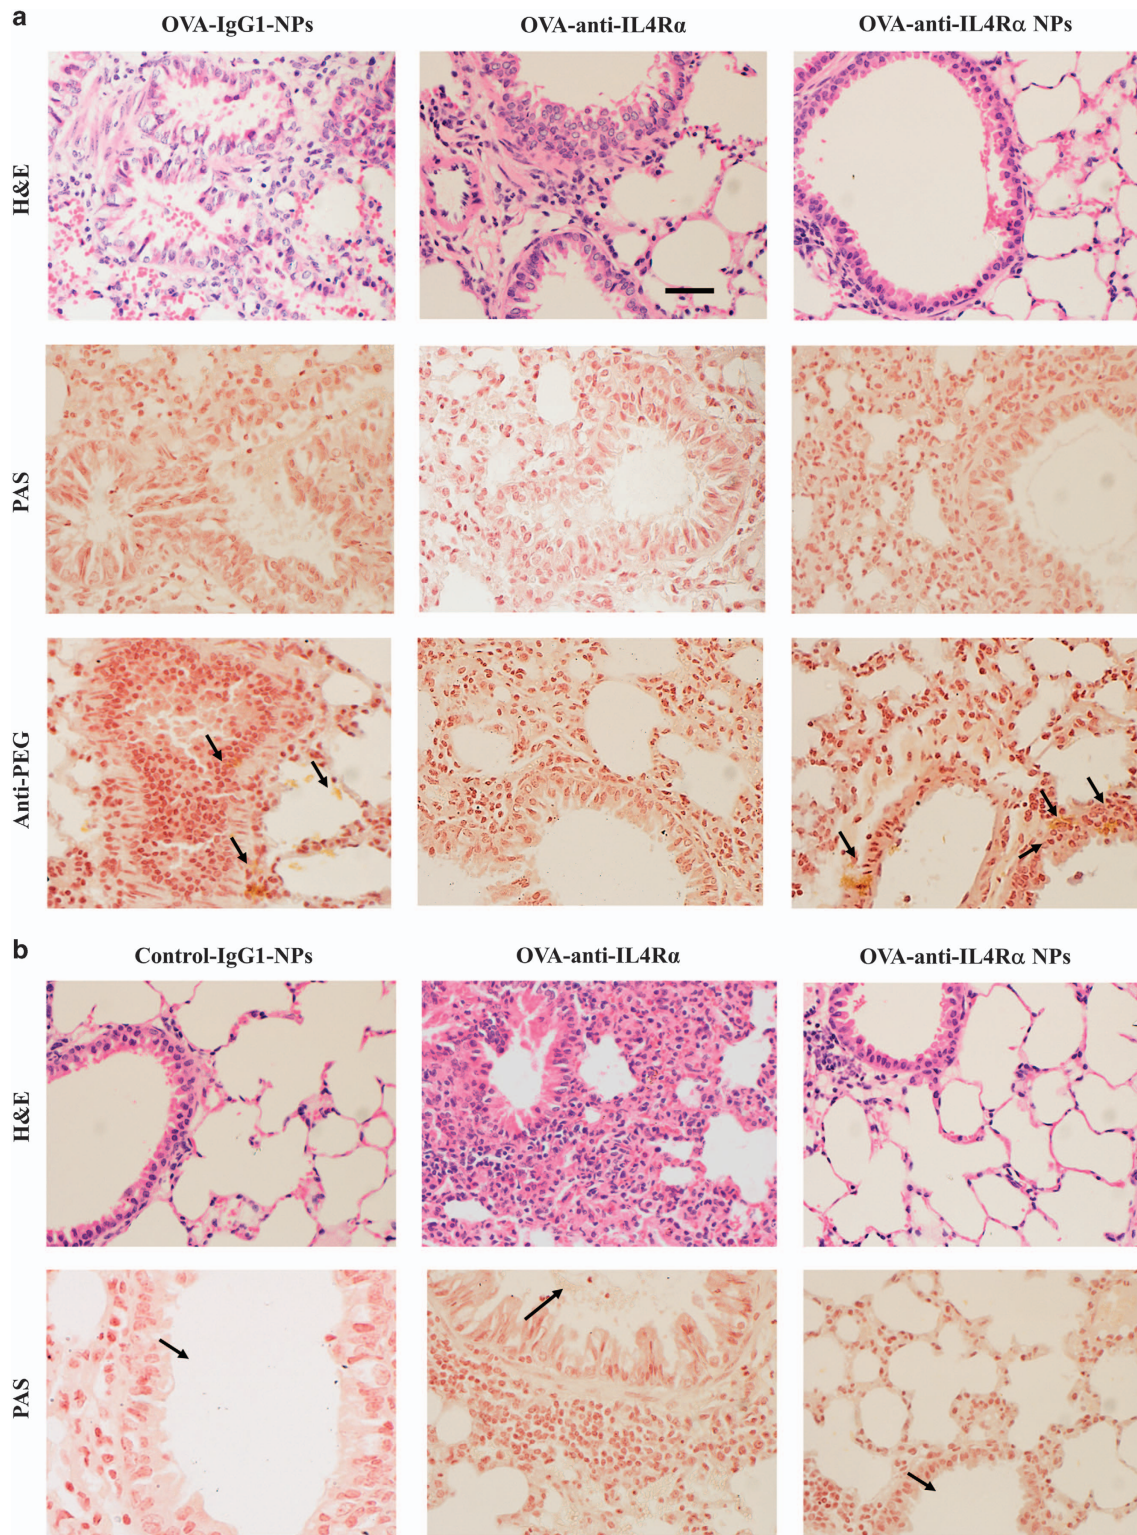 a
OVA-IgG1-NPs
OVA-anti-IL4Rα
OVA-anti-IL4Rα NPs
H&E
PAS
Anti-PEG
b
Control-IgG1-NPs
OVA-anti-IL4Rα
OVA-anti-IL4Rα NPs
H&E
PAS